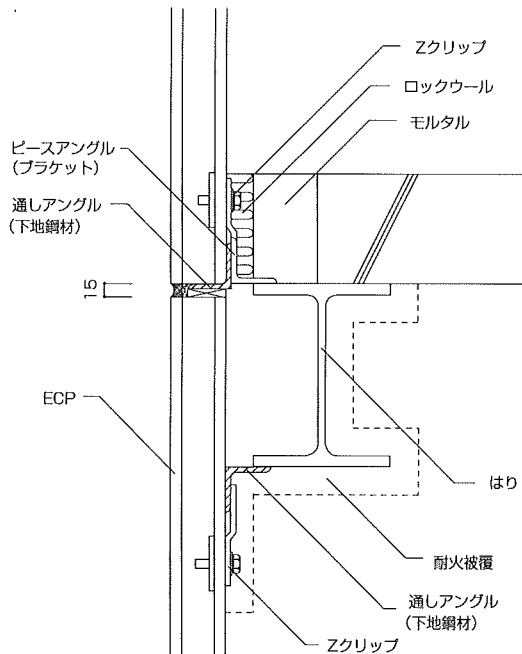 Zクリップ
ロックウール
モルタル
ピースアングル
(ブラケット)
通しアングル
(下地鋼材)
15
ECP
はり
耐火被覆
通しアングル
(下地鋼材)
Zクリップ